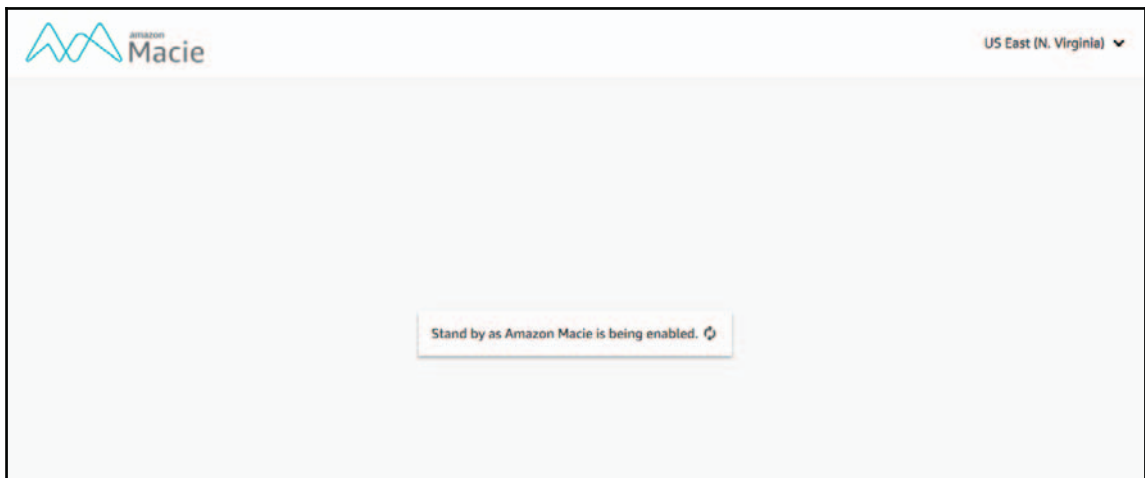 amazon
Macie
US East (N. Virginia)
Stand by as Amazon Macie is being enabled.